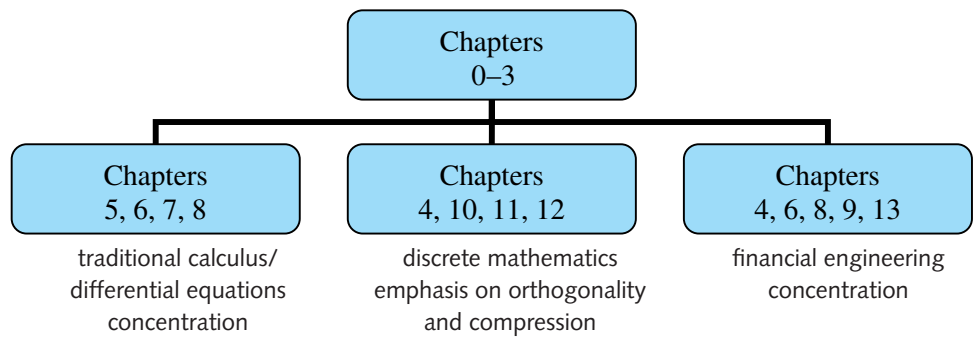 Chapters
0–3
Chapters
5, 6, 7, 8
traditional calculus/
differential equations
concentration
Chapters
4, 10, 11, 12
discrete mathematics
emphasis on orthogonality
and compression
Chapters
4, 6, 8, 9, 13
financial engineering
concentration